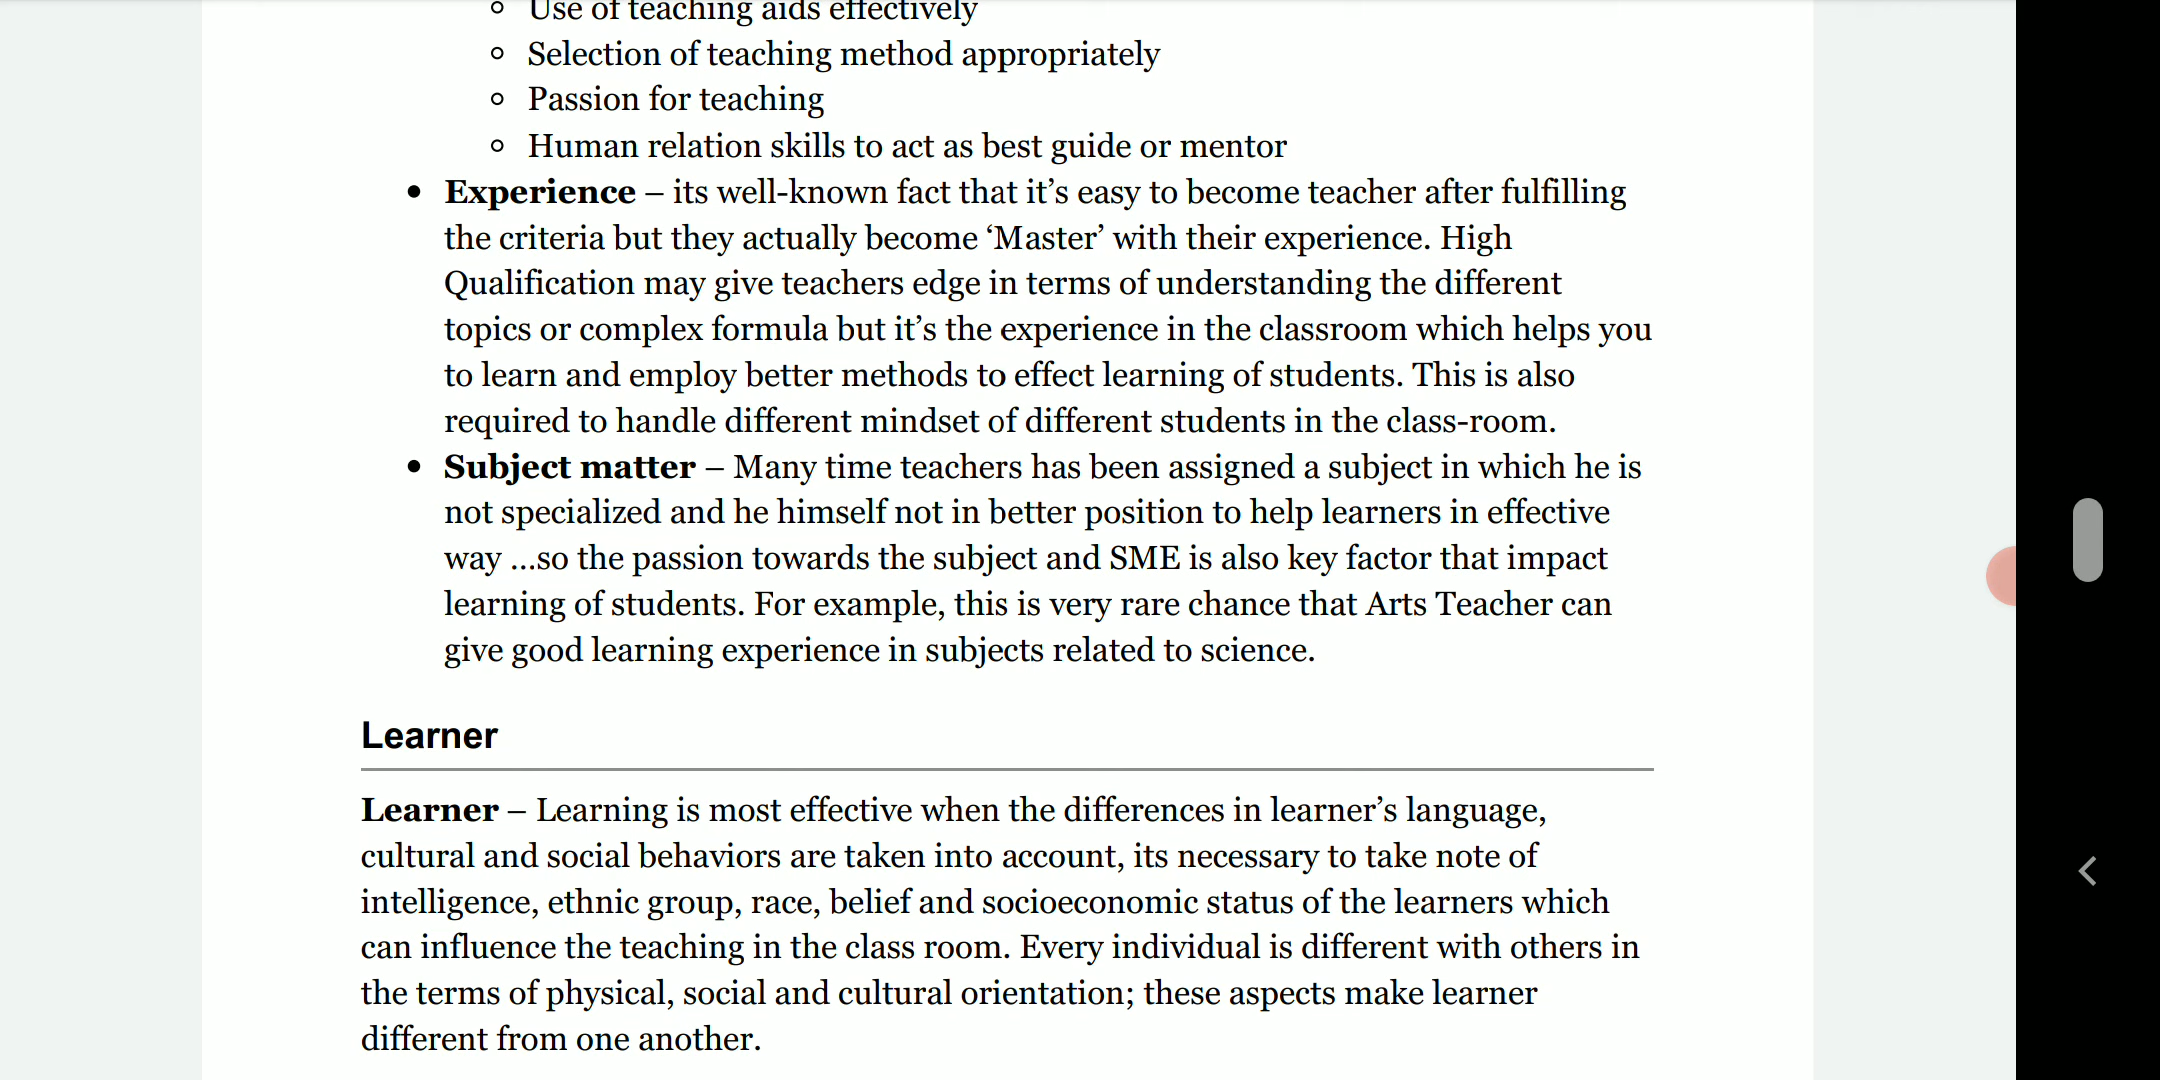 Use of teaching aids effectively
Selection of teaching method appropriately
Passion for teaching
Human relation skills to act as best guide or mentor
Experience – its well-known fact that it’s easy to become teacher after fulfilling
the criteria but they actually become ‘Master’ with their experience. High
Qualification may give teachers edge in terms of understanding the different
topics or complex formula but it’s the experience in the classroom which helps you
to learn and employ better methods to effect learning of students. This is also
required to handle different mindset of different students in the class-room.
Subject matter – Many time teachers has been assigned a subject in which he is
not specialized and he himself not in better position to help learners in effective
way ...so the passion towards the subject and SME is also key factor that impact
learning of students. For example, this is very rare chance that Arts Teacher can
give good learning experience in subjects related to science.
Learner
Learner – Learning is most effective when the differences in learner’s language,
cultural and social behaviors are taken into account, its necessary to take note of
intelligence, ethnic group, race, belief and socioeconomic status of the learners which
can influence the teaching in the class room. Every individual is different with others in
the terms of physical, social and cultural orientation; these aspects make learner
different from one another.